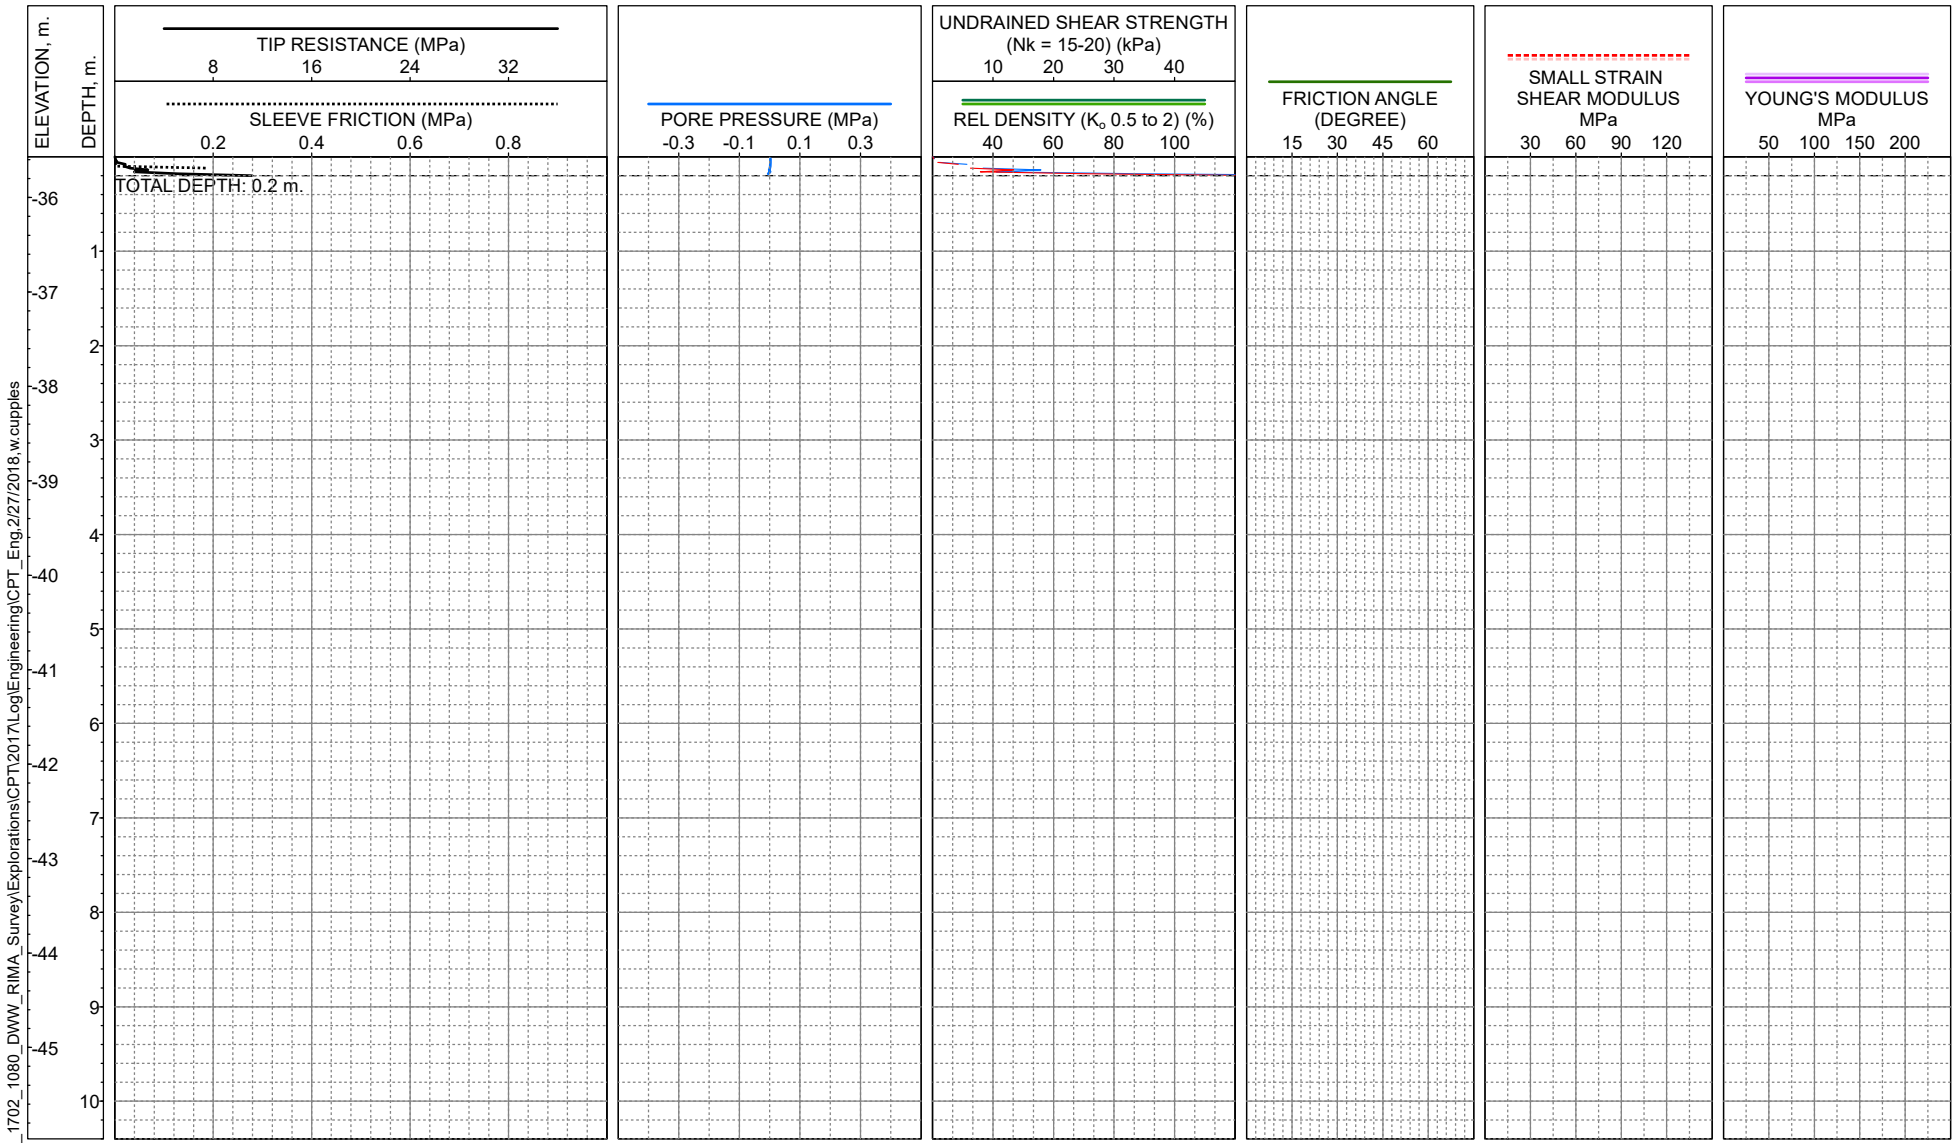 ELEVATION, m.
DEPTH, m.
TIP RESISTANCE (MPa)
8 16 24 32
SLEEVE FRICTION (MPa)
0.2 0.4 0.6 0.8
PORE PRESSURE (MPa)
-0.3 -0.1 0.1 0.3
UNDRAINED SHEAR STRENGTH
(Nk = 15-20) (kPa)
10 20 30 40
REL DENSITY (Ko 0.5 to 2) (%)
40 60 80 100
FRICTION ANGLE
(DEGREE)
15 30 45 60
SMALL STRAIN
SHEAR MODULUS
MPa
30 60 90 120
YOUNG'S MODULUS
MPa
50 100 150 200
TOTAL DEPTH: 0.2 m.
-36
1
-37
2
-38
3
-39
4
-40
5
-41
6
-42
7
-43
8
-44
9
-45
10
_1702_1080_DWW_RIMA_Survey\Explorations\CPT\2017\Log\Engineering\CPT_Eng,2/27/2018,w.cupples